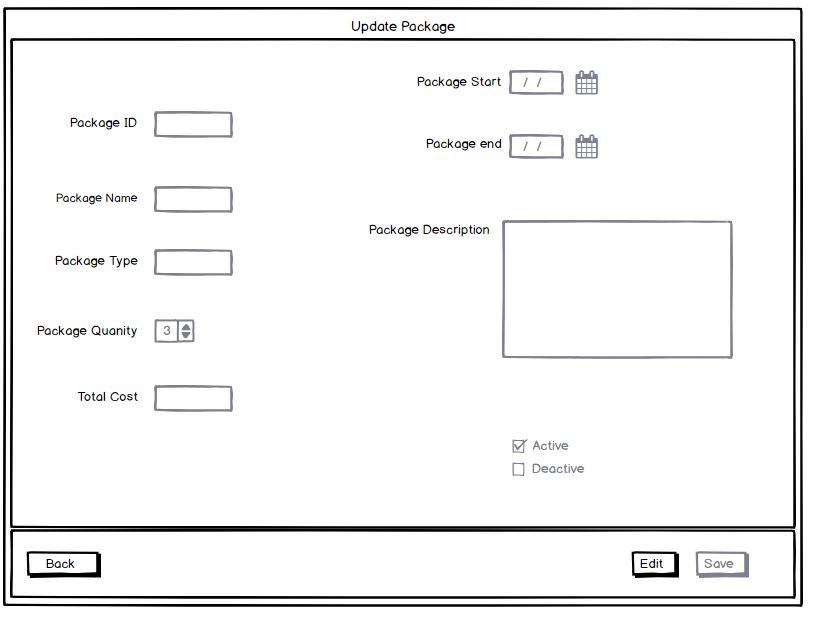 Update Package
Package Start / /
Package ID
Package end / /
Package Name
Package Description
Package Type
Package Quanity 3
Total Cost
Active
Deactive
Back Edit Save